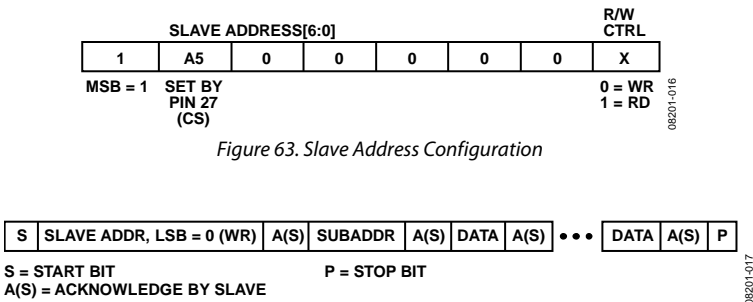 SLAVE ADDRESS[6:0]
R/W
CTRL
1 A5 0 0 0 0 0 X
MSB = 1 SET BY
PIN 27
(CS)
0 = WR
1 = RD
08201-016
Figure 63. Slave Address Configuration
S SLAVE ADDR, LSB = 0 (WR) A(S) SUBADDR A(S) DATA A(S) ••• DATA A(S) P
S = START BIT P = STOP BIT
A(S) = ACKNOWLEDGE BY SLAVE
08201-017